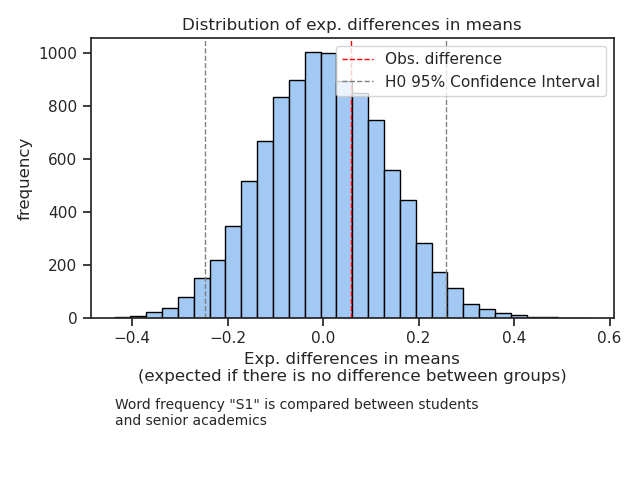 Distribution of exp. differences in means
Obs. difference
H0 95% Confidence Interval
1000
800
600
400
200
0
frequency
−0.4 −0.2 0.0 0.2 0.4 0.6
Exp. differences in means
(expected if there is no difference between groups)
Word frequency "S1" is compared between students
and senior academics